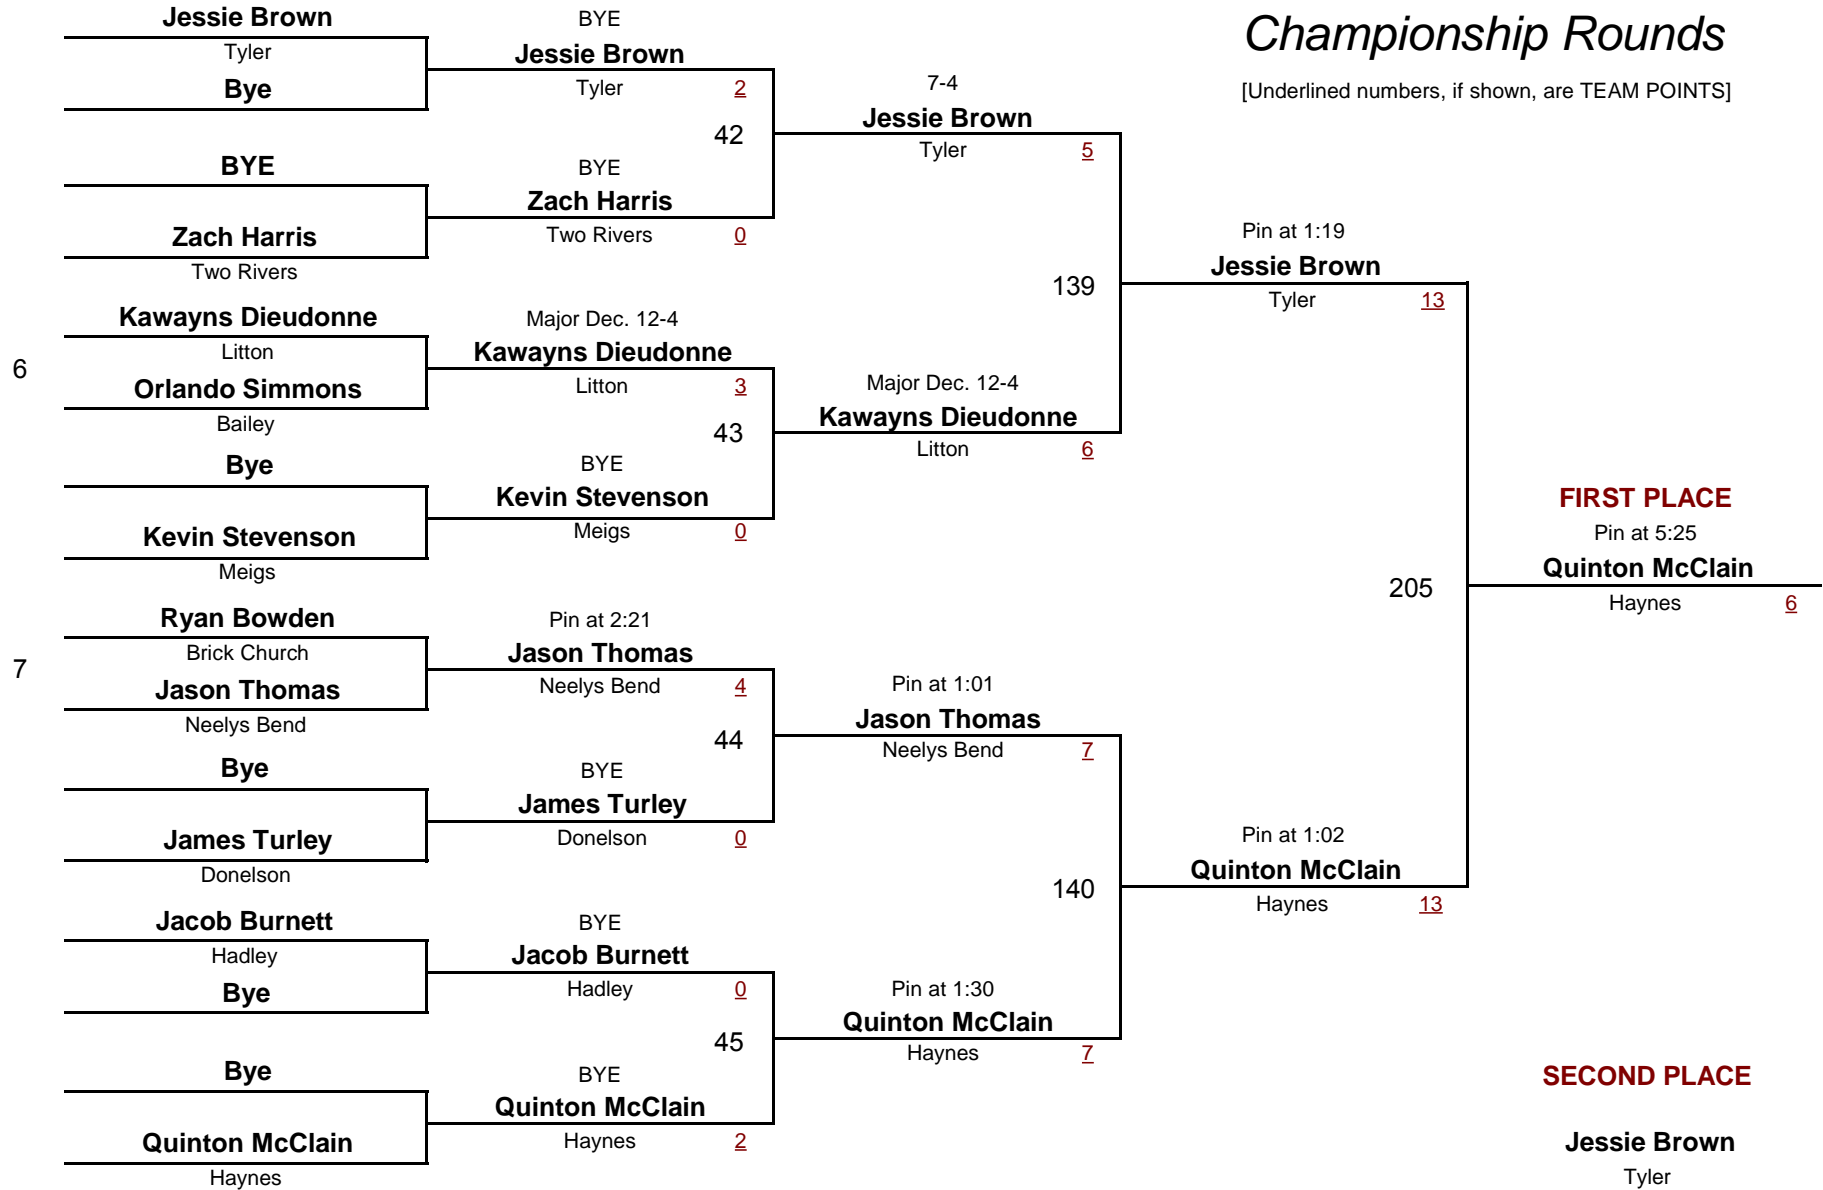 Championship Rounds
[Underlined numbers, if shown, are TEAM POINTS]
Jessie Brown
Tyler
Bye
BYE
Zach Harris
Two Rivers
6
Kawayns Dieudonne
Litton
Orlando Simmons
Bailey
Bye
Kevin Stevenson
Meigs
7
Ryan Bowden
Brick Church
Jason Thomas
Neelys Bend
Bye
James Turley
Donelson
Jacob Burnett
Hadley
Bye
Bye
Quinton McClain
Haynes
BYE
Jessie Brown
Tyler 2
42
BYE
Zach Harris
Two Rivers 0
Major Dec. 12-4
Kawayns Dieudonne
Litton 3
43
BYE
Kevin Stevenson
Meigs 0
Pin at 2:21
Jason Thomas
Neelys Bend 4
44
BYE
James Turley
Donelson 0
BYE
Jacob Burnett
Hadley 0
45
BYE
Quinton McClain
Haynes 2
7-4
Jessie Brown
Tyler 5
139
Major Dec. 12-4
Kawayns Dieudonne
Litton 6
Pin at 1:01
Jason Thomas
Neelys Bend 7
140
Pin at 1:30
Quinton McClain
Haynes 7
Pin at 1:19
Jessie Brown
Tyler 13
205
Pin at 1:02
Quinton McClain
Haynes 13
FIRST PLACE
Pin at 5:25
Quinton McClain
Haynes 6
SECOND PLACE
Jessie Brown
Tyler